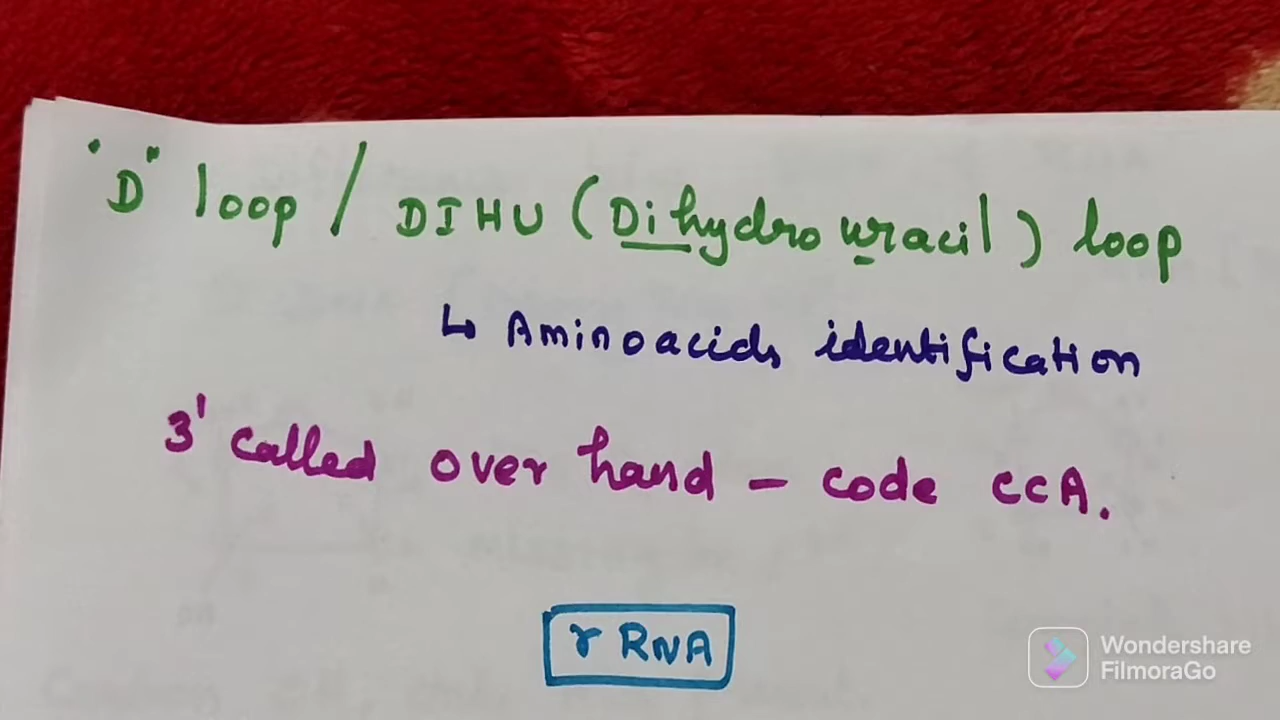 "D" loop / DIHU (Dihydrouracil) loop
↳ Aminoacids identification
3' called over hand - code CCA.
r RNA
Wondershare
FilmoraGo